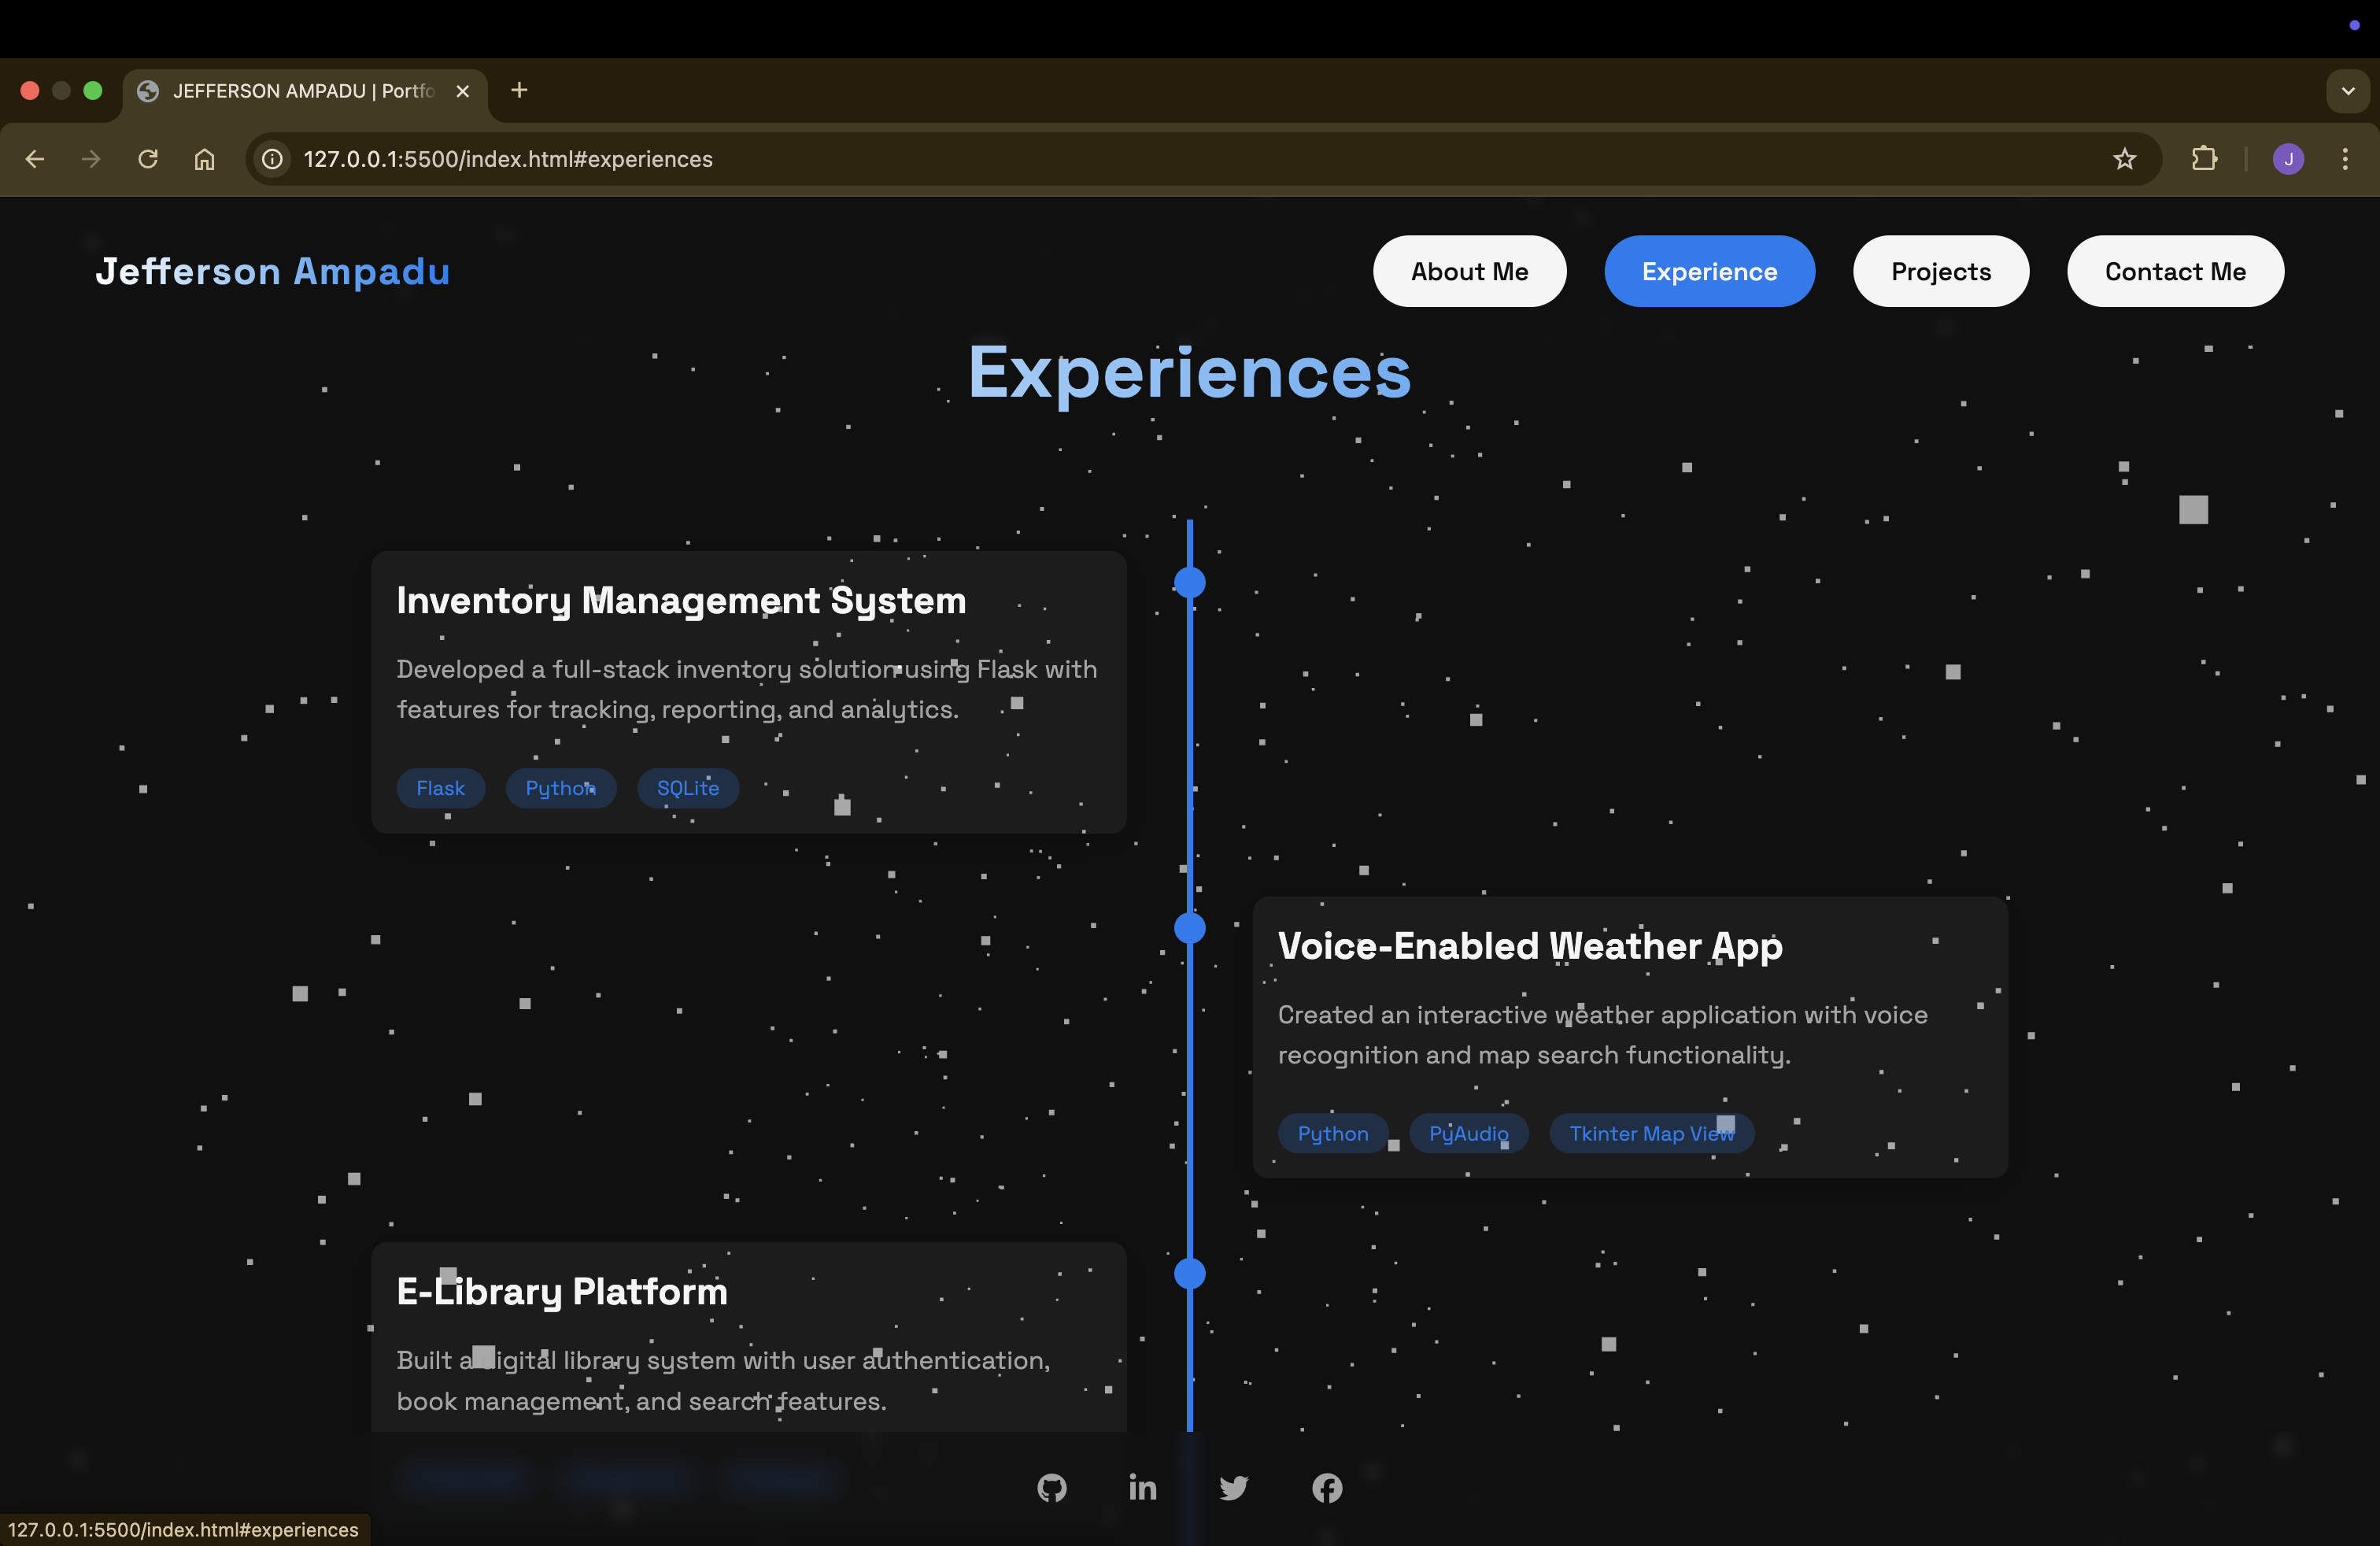 JEFFERSON AMPADU | Portfo
127.0.0.1:5500/index.html#experiences
J
Jefferson Ampadu
About Me
Experience
Projects
Contact Me
Experiences
Inventory Management System
Developed a full-stack inventory solution using Flask with
features for tracking, reporting, and analytics.
Flask
Python
SQLite
Voice-Enabled Weather App
Created an interactive weather application with voice
recognition and map search functionality.
Python
PyAudio
Tkinter Map View
E-Library Platform
Built a digital library system with user authentication,
book management, and search features.
in
127.0.0.1:5500/index.html#experiences